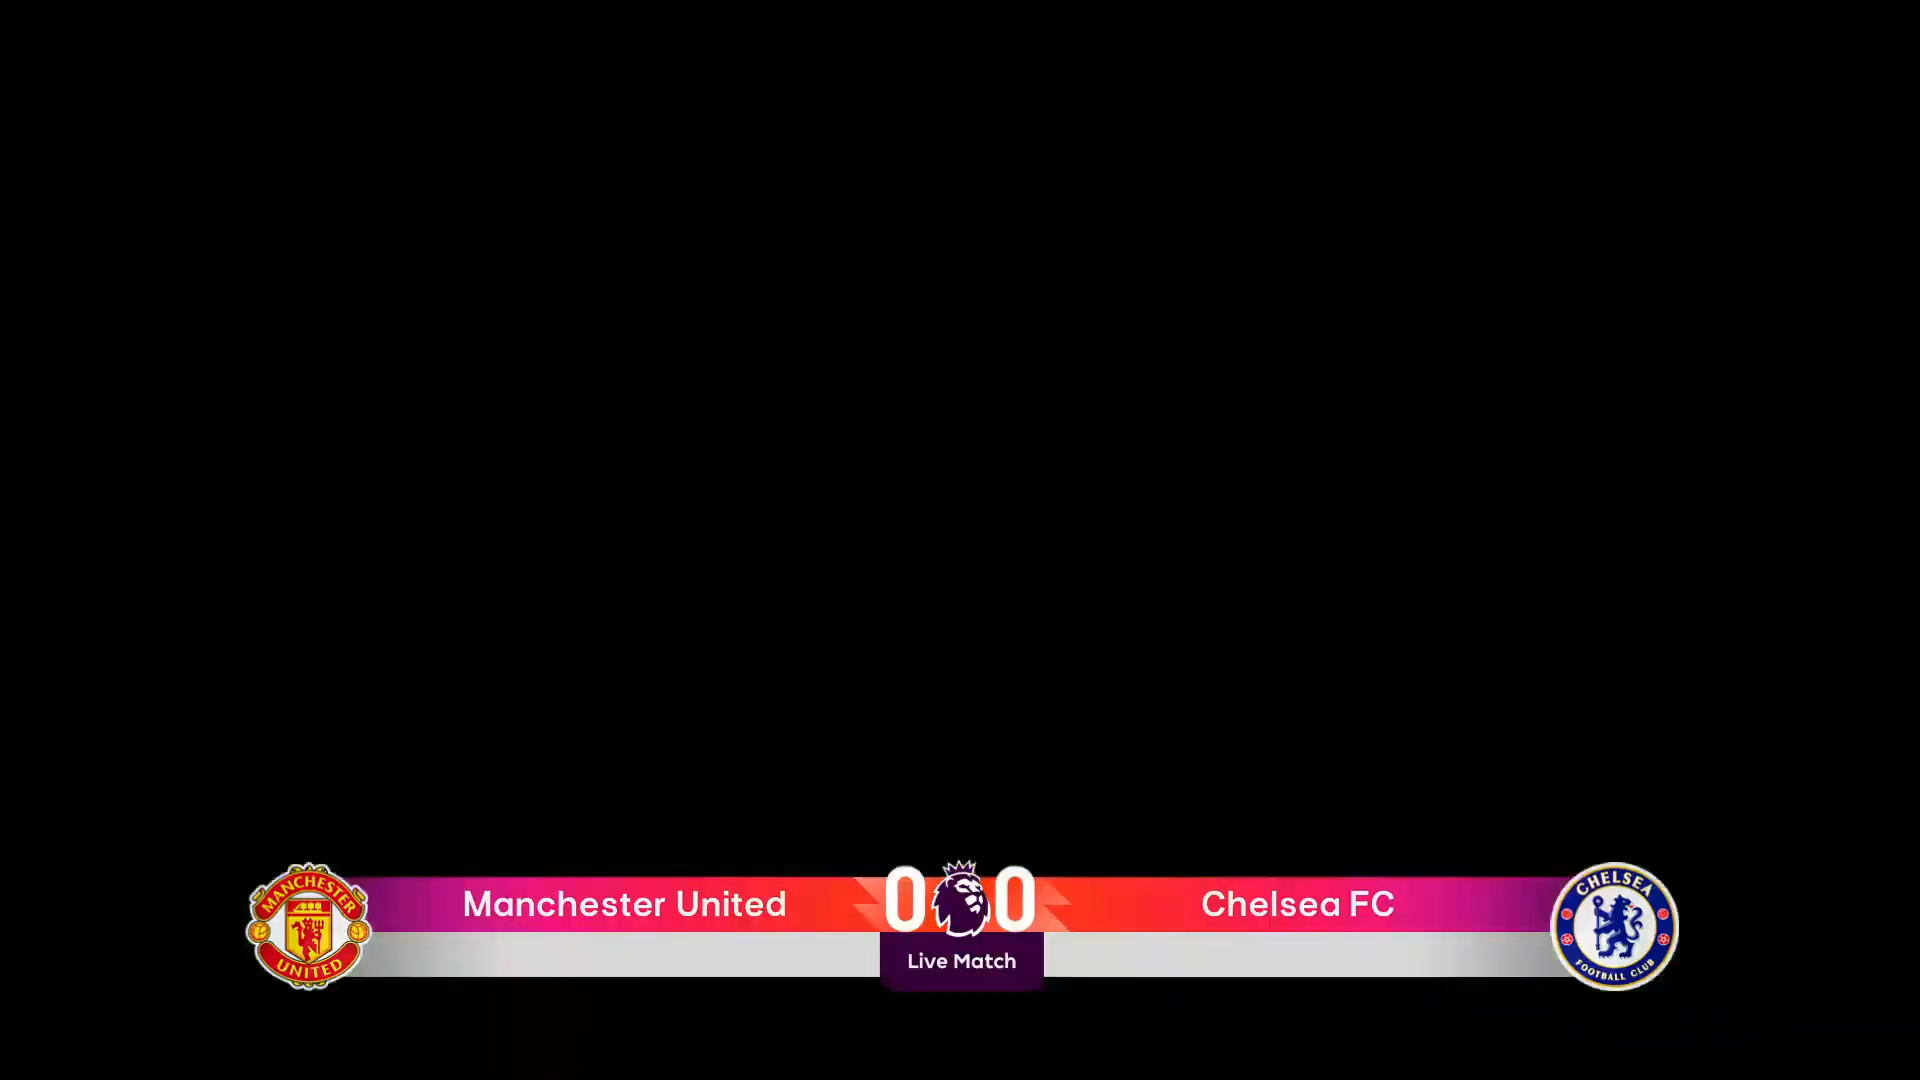 MANCHESTER
UNITED
Manchester United
0 0
Live Match
Chelsea FC
CHELSEA
FOOTBALL CLUB